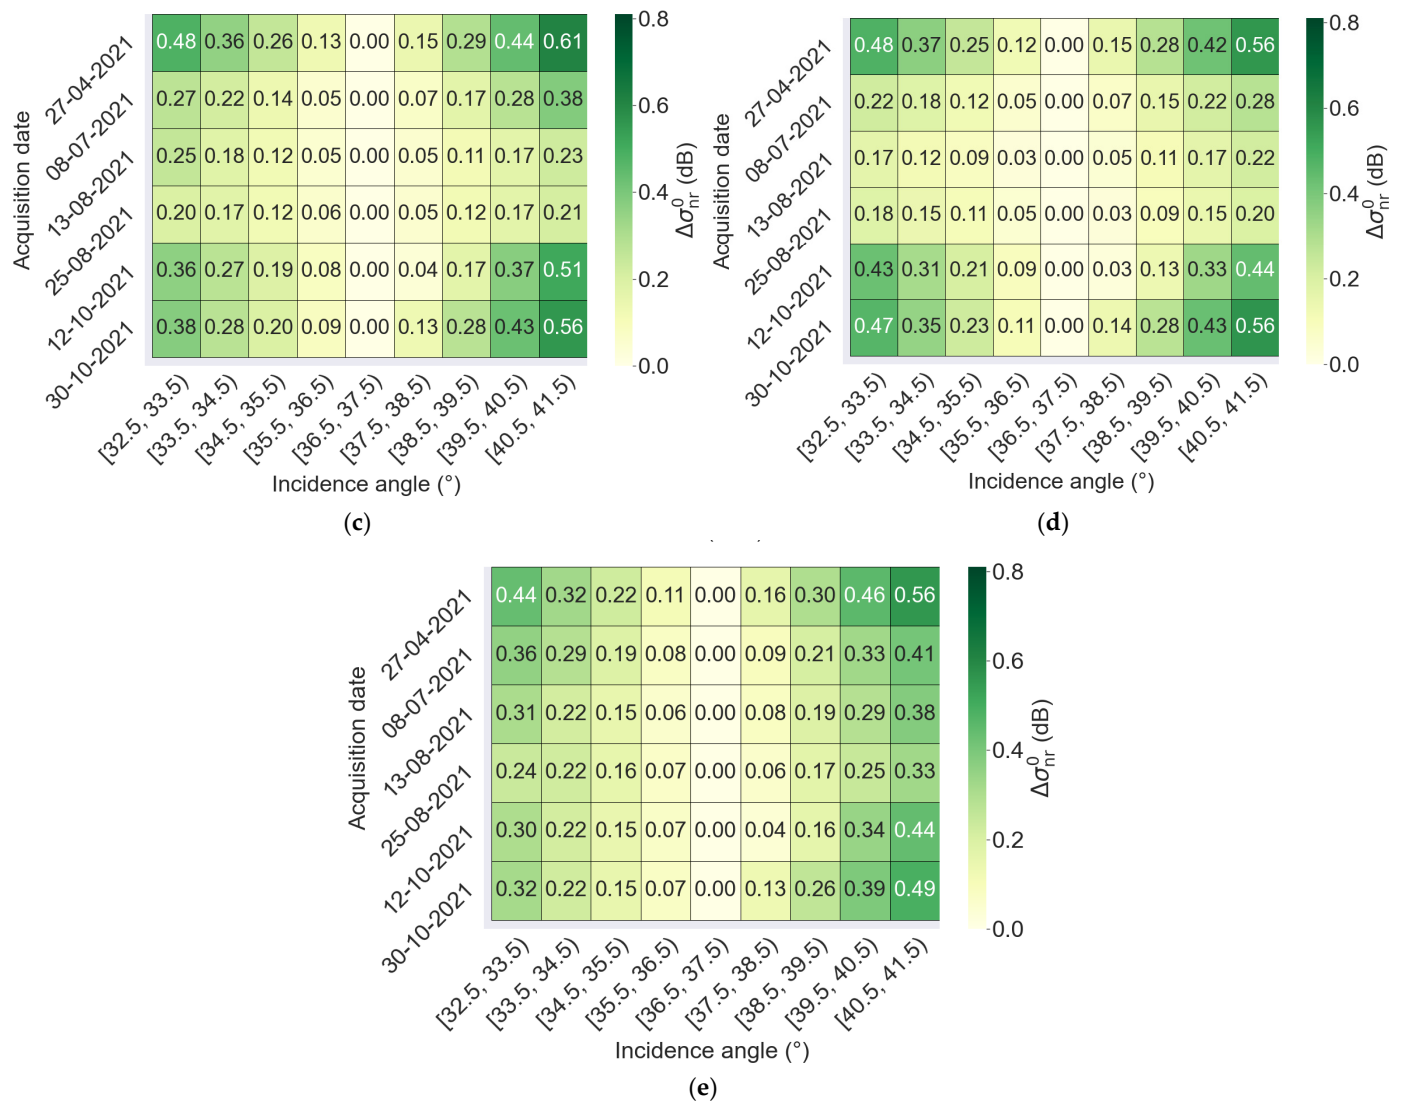 0.48 0.36 0.26 0.13 0.00 0.15 0.29 0.44 0.61
0.27 0.22 0.14 0.05 0.00 0.07 0.17 0.28 0.38
0.25 0.18 0.12 0.05 0.00 0.05 0.11 0.17 0.23
0.20 0.17 0.12 0.06 0.00 0.05 0.12 0.17 0.21
0.36 0.27 0.19 0.08 0.00 0.04 0.17 0.37 0.51
0.38 0.28 0.20 0.09 0.00 0.13 0.28 0.43 0.56
Acquisition date
27-04-2021
08-07-2021
13-08-2021
25-08-2021
12-10-2021
30-10-2021
[32.5, 33.5) [33.5, 34.5) [34.5, 35.5) [35.5, 36.5) [36.5, 37.5) [37.5, 38.5) [38.5, 39.5) [39.5, 40.5) [40.5, 41.5)
Incidence angle (°)
0.8
0.6
0.4
0.2
0.0
Δσ⁰nr (dB)
(c)
0.48 0.37 0.25 0.12 0.00 0.15 0.28 0.42 0.56
0.22 0.18 0.12 0.05 0.00 0.07 0.15 0.22 0.28
0.17 0.12 0.09 0.03 0.00 0.05 0.11 0.17 0.22
0.18 0.15 0.11 0.05 0.00 0.03 0.09 0.15 0.20
0.43 0.31 0.21 0.09 0.00 0.03 0.13 0.33 0.44
0.47 0.35 0.23 0.11 0.00 0.14 0.28 0.43 0.56
Acquisition date
27-04-2021
08-07-2021
13-08-2021
25-08-2021
12-10-2021
30-10-2021
[32.5, 33.5) [33.5, 34.5) [34.5, 35.5) [35.5, 36.5) [36.5, 37.5) [37.5, 38.5) [38.5, 39.5) [39.5, 40.5) [40.5, 41.5)
Incidence angle (°)
0.8
0.6
0.4
0.2
0.0
Δσ⁰nr (dB)
(d)
0.44 0.32 0.22 0.11 0.00 0.16 0.30 0.46 0.56
0.36 0.29 0.19 0.08 0.00 0.09 0.21 0.33 0.41
0.31 0.22 0.15 0.06 0.00 0.08 0.19 0.29 0.38
0.24 0.22 0.16 0.07 0.00 0.06 0.17 0.25 0.33
0.30 0.22 0.15 0.07 0.00 0.04 0.16 0.34 0.44
0.32 0.22 0.15 0.07 0.00 0.13 0.26 0.39 0.49
Acquisition date
27-04-2021
08-07-2021
13-08-2021
25-08-2021
12-10-2021
30-10-2021
[32.5, 33.5) [33.5, 34.5) [34.5, 35.5) [35.5, 36.5) [36.5, 37.5) [37.5, 38.5) [38.5, 39.5) [39.5, 40.5) [40.5, 41.5)
Incidence angle (°)
0.8
0.6
0.4
0.2
0.0
Δσ⁰nr (dB)
(e)